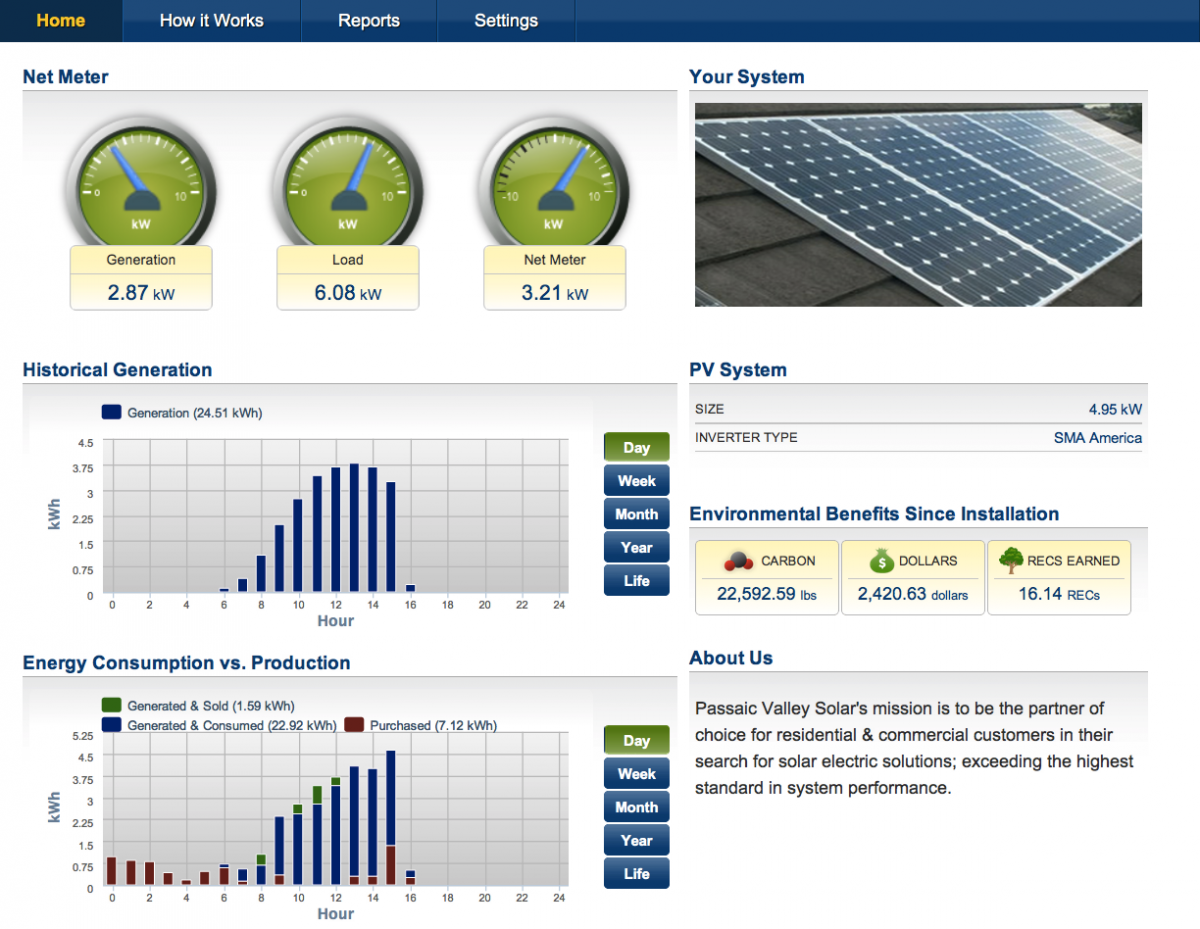 Home How it Works Reports Settings
Net Meter
0 10 kW
0 10 kW
-10 10 kW
Generation
2.87 kW
Load
6.08 kW
Net Meter
3.21 kW
Your System
Historical Generation
Generation (24.51 kWh)
4.5
3.75
3
2.25
1.5
0.75
0
kWh
0 2 4 6 8 10 12 14 16 18 20 22 24
Hour
Day
Week
Month
Year
Life
PV System
SIZE 4.95 kW
INVERTER TYPE SMA America
Environmental Benefits Since Installation
CARBON
22,592.59 lbs
$ DOLLARS
2,420.63 dollars
RECS EARNED
16.14 RECs
Energy Consumption vs. Production
Generated & Sold (1.59 kWh)
Generated & Consumed (22.92 kWh) Purchased (7.12 kWh)
5.25
4.5
3.75
3
2.25
1.5
0.75
0
kWh
0 2 4 6 8 10 12 14 16 18 20 22 24
Hour
Day
Week
Month
Year
Life
About Us
Passaic Valley Solar's mission is to be the partner of
choice for residential & commercial customers in their
search for solar electric solutions; exceeding the highest
standard in system performance.